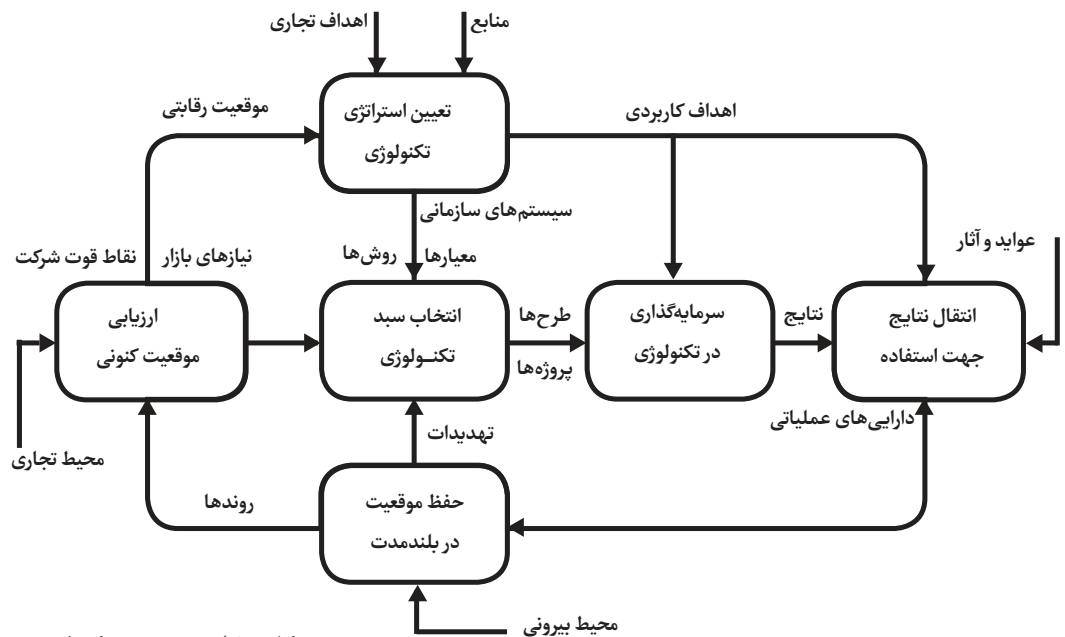 اهداف تجاری
منابع
تعیین استراتژی
تکنولوژی
موقعیت رقابتی
اهداف کاربردی
سیستم‌های سازمانی
معیارها
روش‌ها
نیازهای بازار
نقاط قوت شرکت
عواید و آثار
ارزیابی
موقعیت کنونی
انتخاب سبد
تکنـولوژی
طرح‌ها
پروژه‌ها
سرمایه‌گذاری
در تکنولوژی
نتایج
انتقال نتایج
جهت استفاده
دارایی‌های عملیاتی
محیط تجاری
تهدیدات
روندها
حفظ موقعیت
در بلندمدت
محیط بیرونی